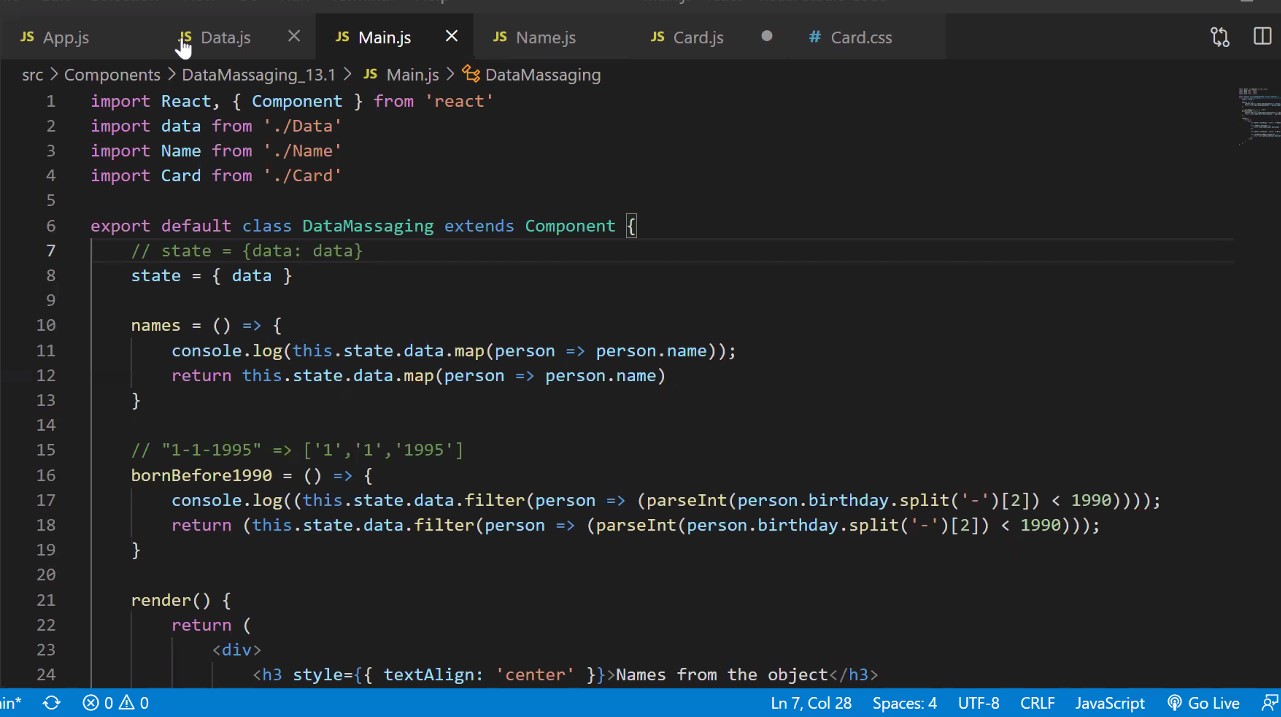 JS App.js JS Data.js JS Main.js JS Name.js JS Card.js # Card.css
src > Components > DataMassaging_13.1 > JS Main.js > DataMassaging
1 import React, { Component } from 'react'
2 import data from './Data'
3 import Name from './Name'
4 import Card from './Card'
5
6 export default class DataMassaging extends Component {
7 // state = {data: data}
8 state = { data }
9
10 names = () => {
11 console.log(this.state.data.map(person => person.name));
12 return this.state.data.map(person => person.name)
13 }
14
15 // "1-1-1995" => ['1','1','1995']
16 bornBefore1990 = () => {
17 console.log((this.state.data.filter(person => (parseInt(person.birthday.split('-')[2]) < 1990))));
18 return (this.state.data.filter(person => (parseInt(person.birthday.split('-')[2]) < 1990)));
19 }
20
21 render() {
22 return (
23 <div>
24 <h3 style={{ textAlign: 'center' }}>Names from the object</h3>
in* 0 0 Ln 7, Col 28 Spaces: 4 UTF-8 CRLF JavaScript Go Live